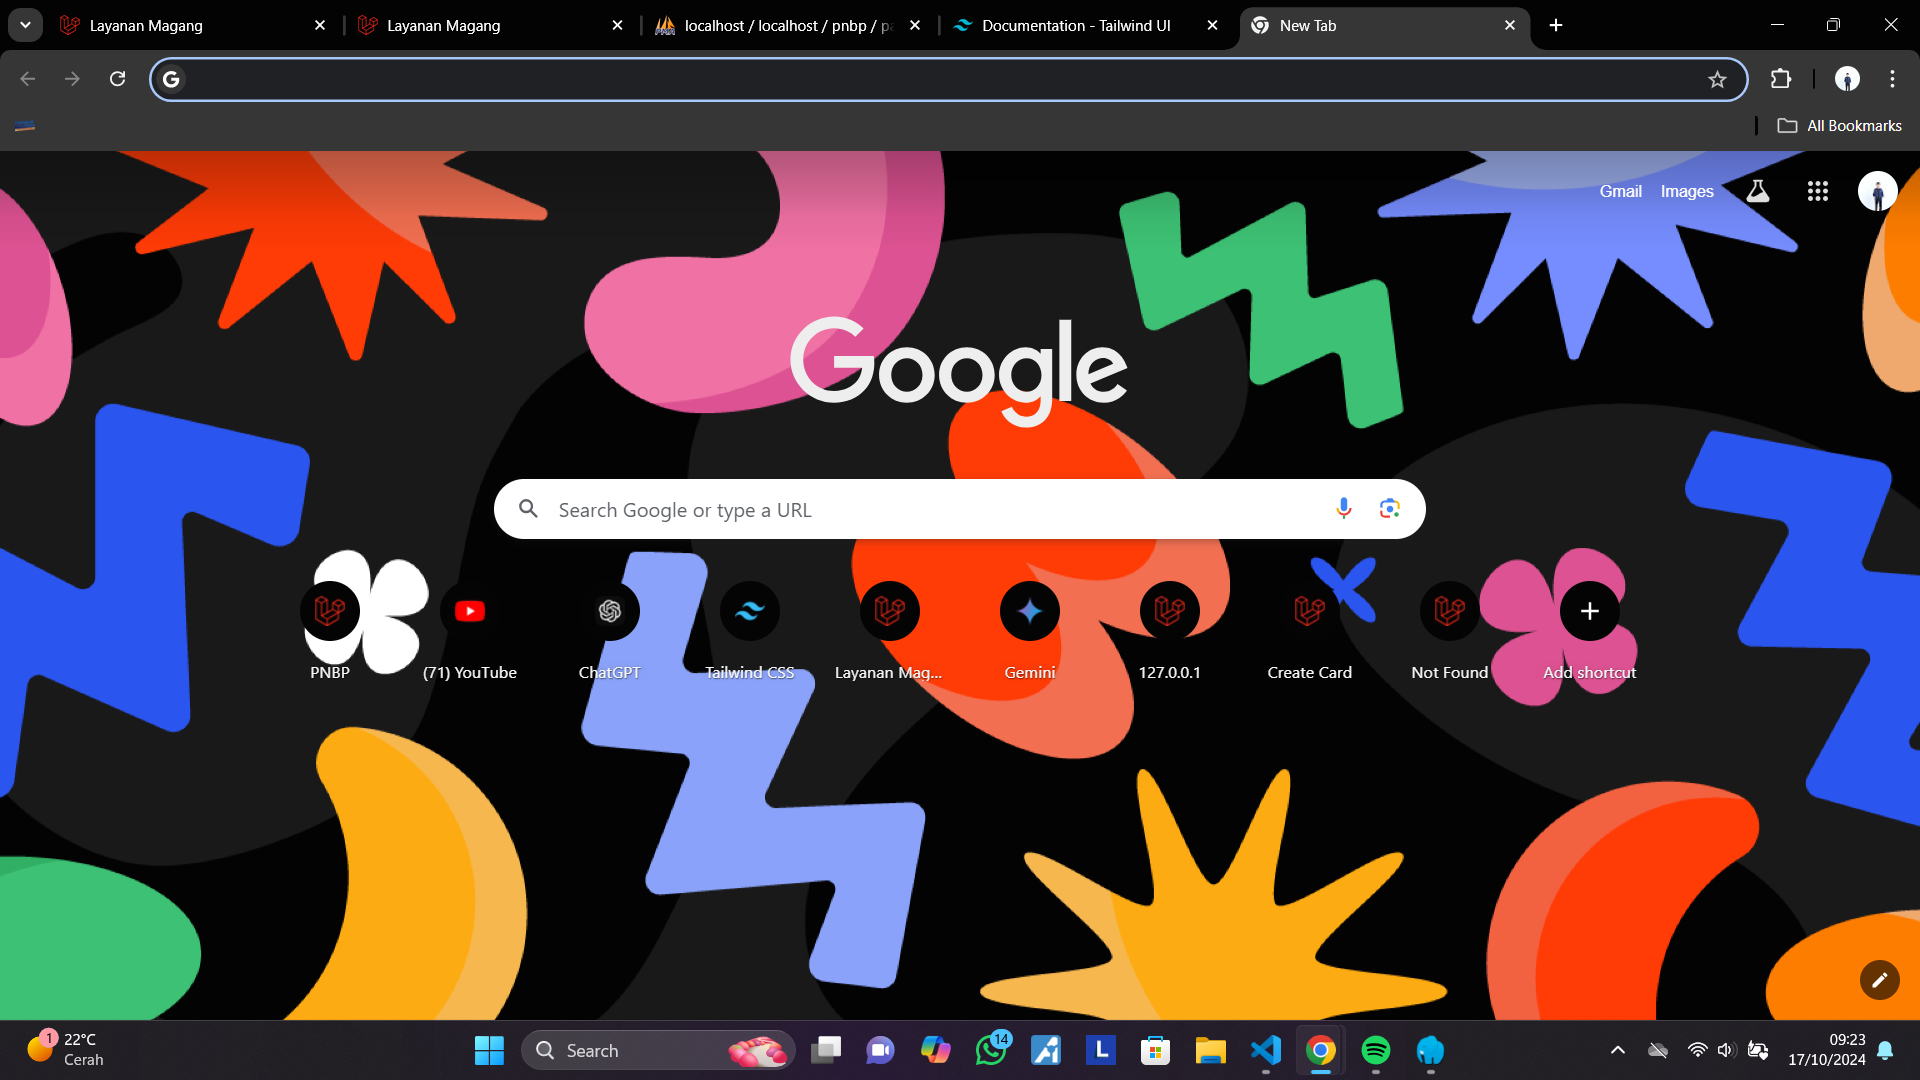 Layanan Magang
Layanan Magang
localhost / localhost / pnbp / pa
Documentation - Tailwind UI
New Tab
All Bookmarks
Gmail
Images
Google
Search Google or type a URL
PNBP
(71) YouTube
ChatGPT
Tailwind CSS
Layanan Mag...
Gemini
127.0.0.1
Create Card
Not Found
Add shortcut
1
22°C
Cerah
Search
14
L
09:23
17/10/2024